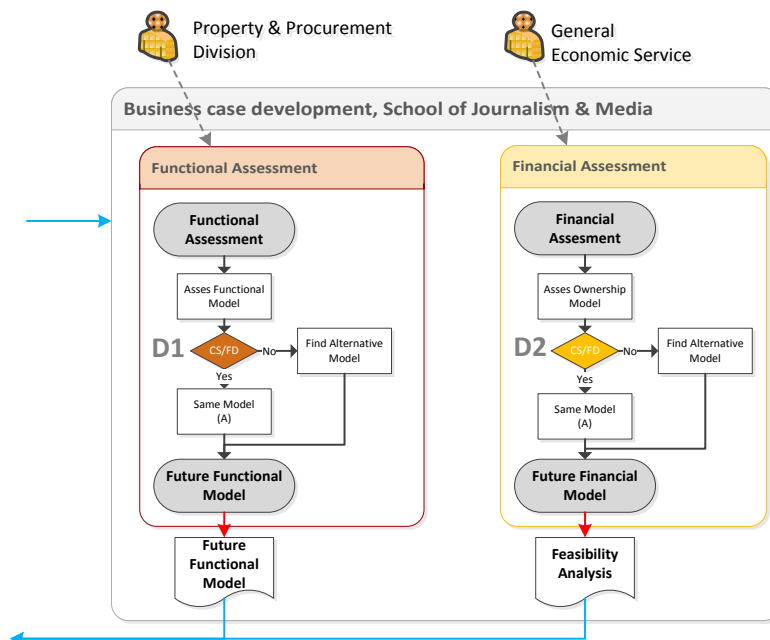 Property & Procurement
Division
General
Economic Service
Business case development, School of Journalism & Media
Functional Assessment
Functional
Assessment
Asses Functional
Model
D1
CS/FD
No
Find Alternative
Model
Yes
Same Model
(A)
Future Functional
Model
Future
Functional
Model
Financial Assessment
Financial
Assesment
Asses Ownership
Model
D2
CS/FD
No
Find Alternative
Model
Yes
Same Model
(A)
Future Financial
Model
Feasibility
Analysis